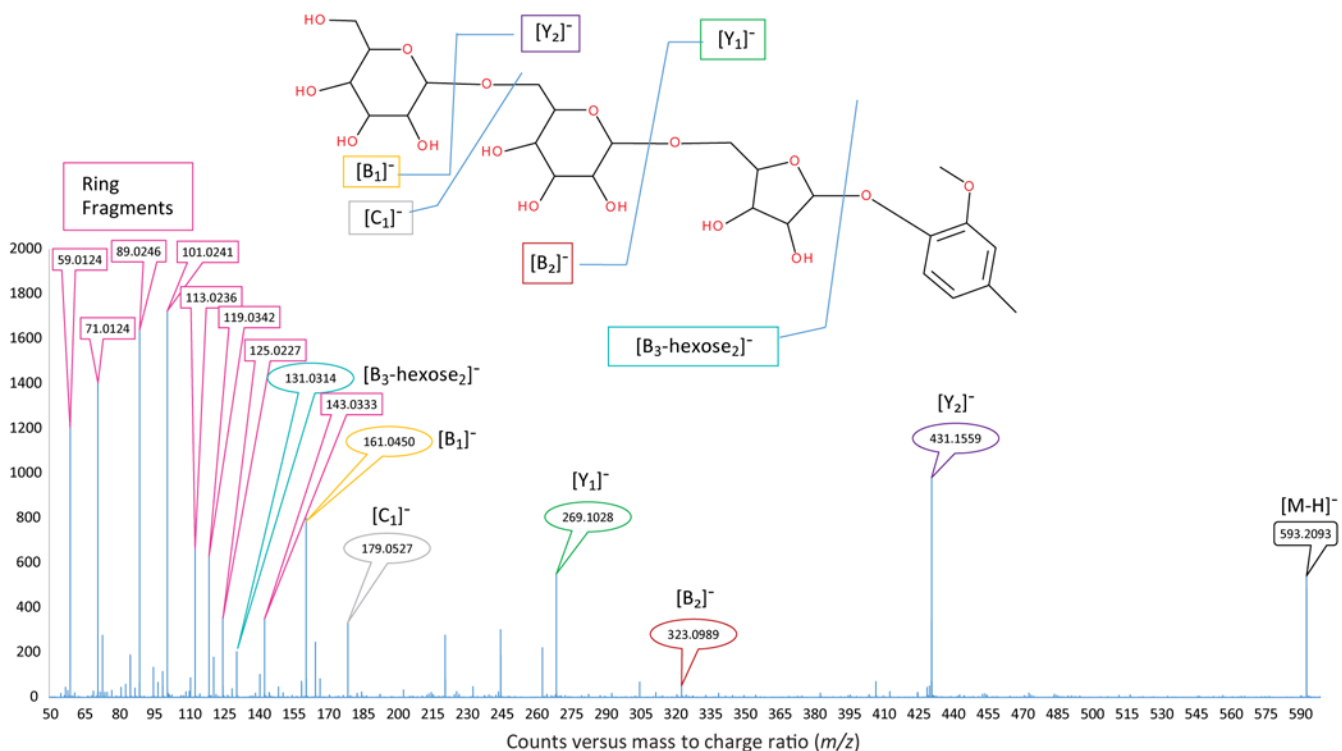 HO
O
[Y₂]⁻
[Y₁]⁻
HO
O
HO
O
OH
OH
[B₁]⁻
HO
O
O
O
HO
OH
[C₁]⁻
O
HO
OH
[B₂]⁻
[B₃-hexose₂]⁻
Ring
Fragments
2000
1800
1600
1400
1200
1000
800
600
400
200
0
59.0124
71.0124
89.0246
101.0241
113.0236
119.0342
125.0227
131.0314
[B₃-hexose₂]⁻
143.0333
161.0450
[B₁]⁻
[C₁]⁻
179.0527
[Y₁]⁻
269.1028
[B₂]⁻
323.0989
[Y₂]⁻
431.1559
[M-H]⁻
593.2093
50 65 80 95 110 125 140 155 170 185 200 215 230 245 260 275 290 305 320 335 350 365 380 395 410 425 440 455 470 485 500 515 530 545 560 575 590
Counts versus mass to charge ratio (m/z)